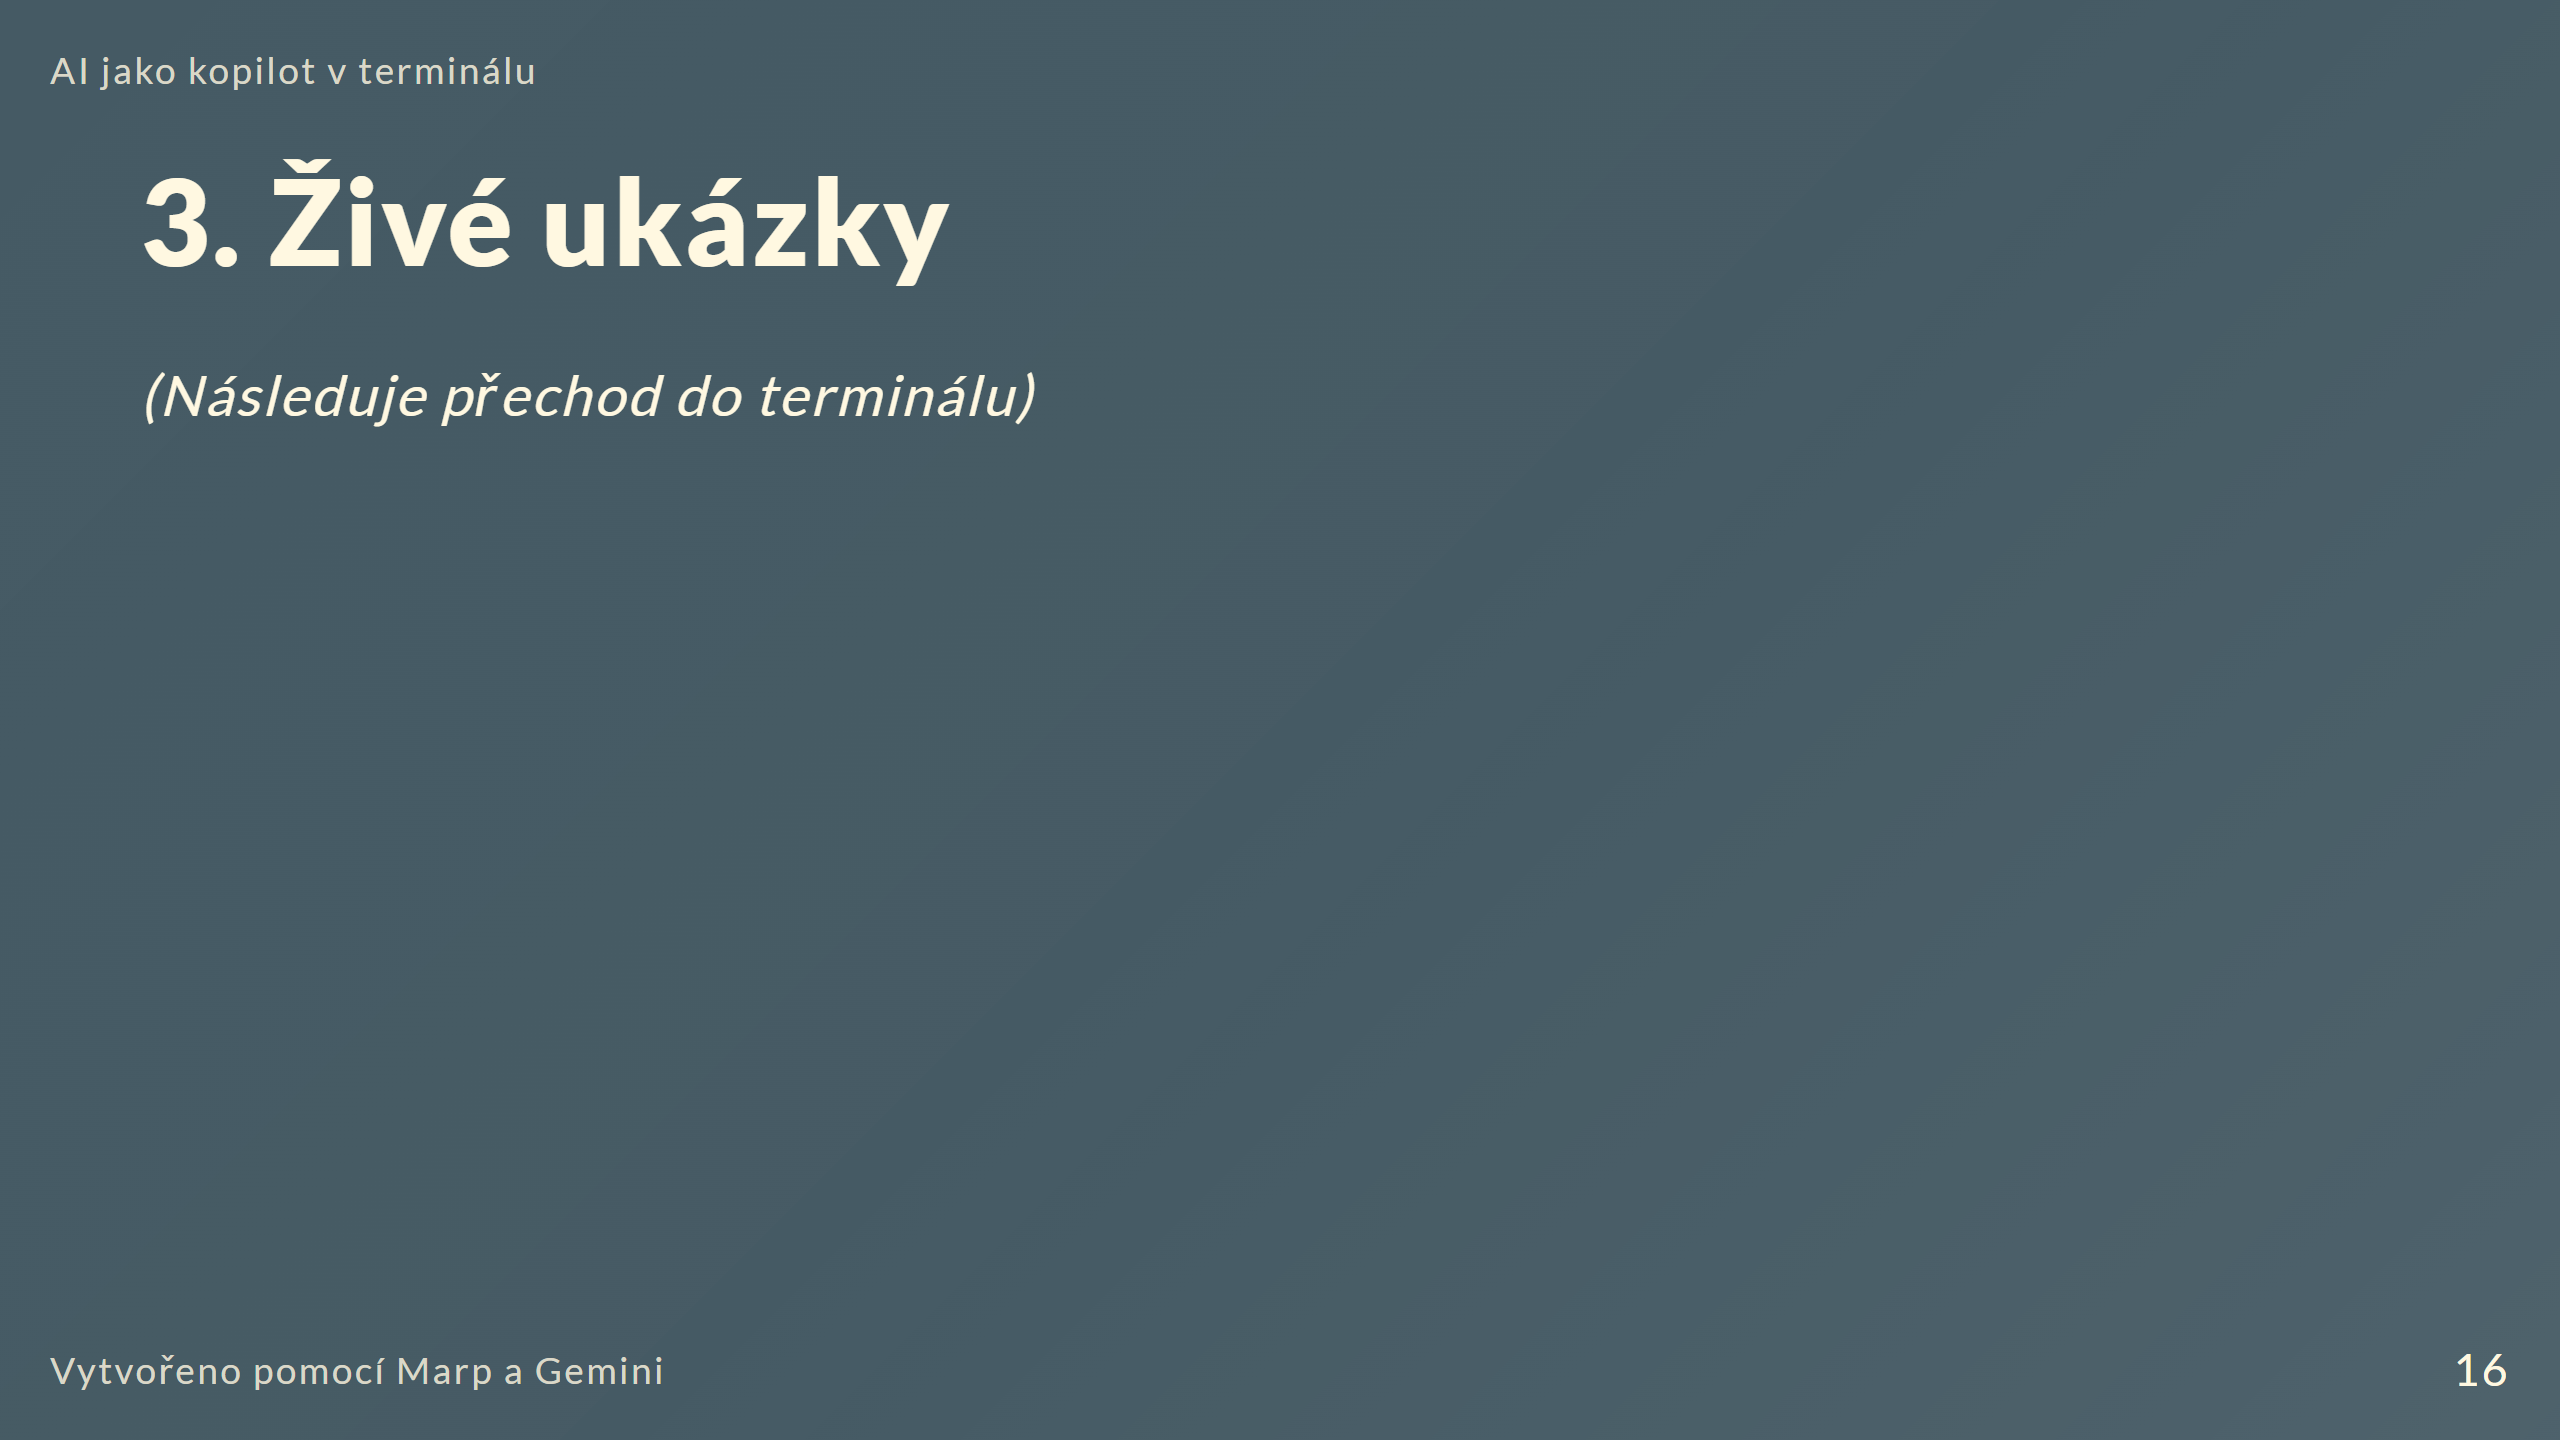 AI jako kopilot v terminálu
3. Živé ukázky
(Následuje přechod do terminálu)
Vytvořeno pomocí Marp a Gemini
16